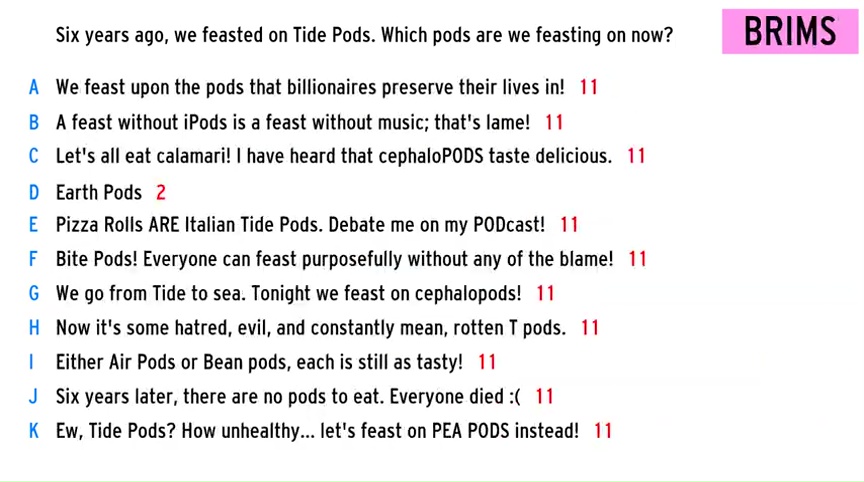 Six years ago, we feasted on Tide Pods. Which pods are we feasting on now?
BRIMS
A We feast upon the pods that billionaires preserve their lives in! 11
B A feast without iPods is a feast without music; that's lame! 11
C Let's all eat calamari! I have heard that cephaloPODS taste delicious. 11
D Earth Pods 2
E Pizza Rolls ARE Italian Tide Pods. Debate me on my PODcast! 11
F Bite Pods! Everyone can feast purposefully without any of the blame! 11
G We go from Tide to sea. Tonight we feast on cephalopods! 11
H Now it's some hatred, evil, and constantly mean, rotten T pods. 11
I Either Air Pods or Bean pods, each is still as tasty! 11
J Six years later, there are no pods to eat. Everyone died :( 11
K Ew, Tide Pods? How unhealthy... let's feast on PEA PODS instead! 11